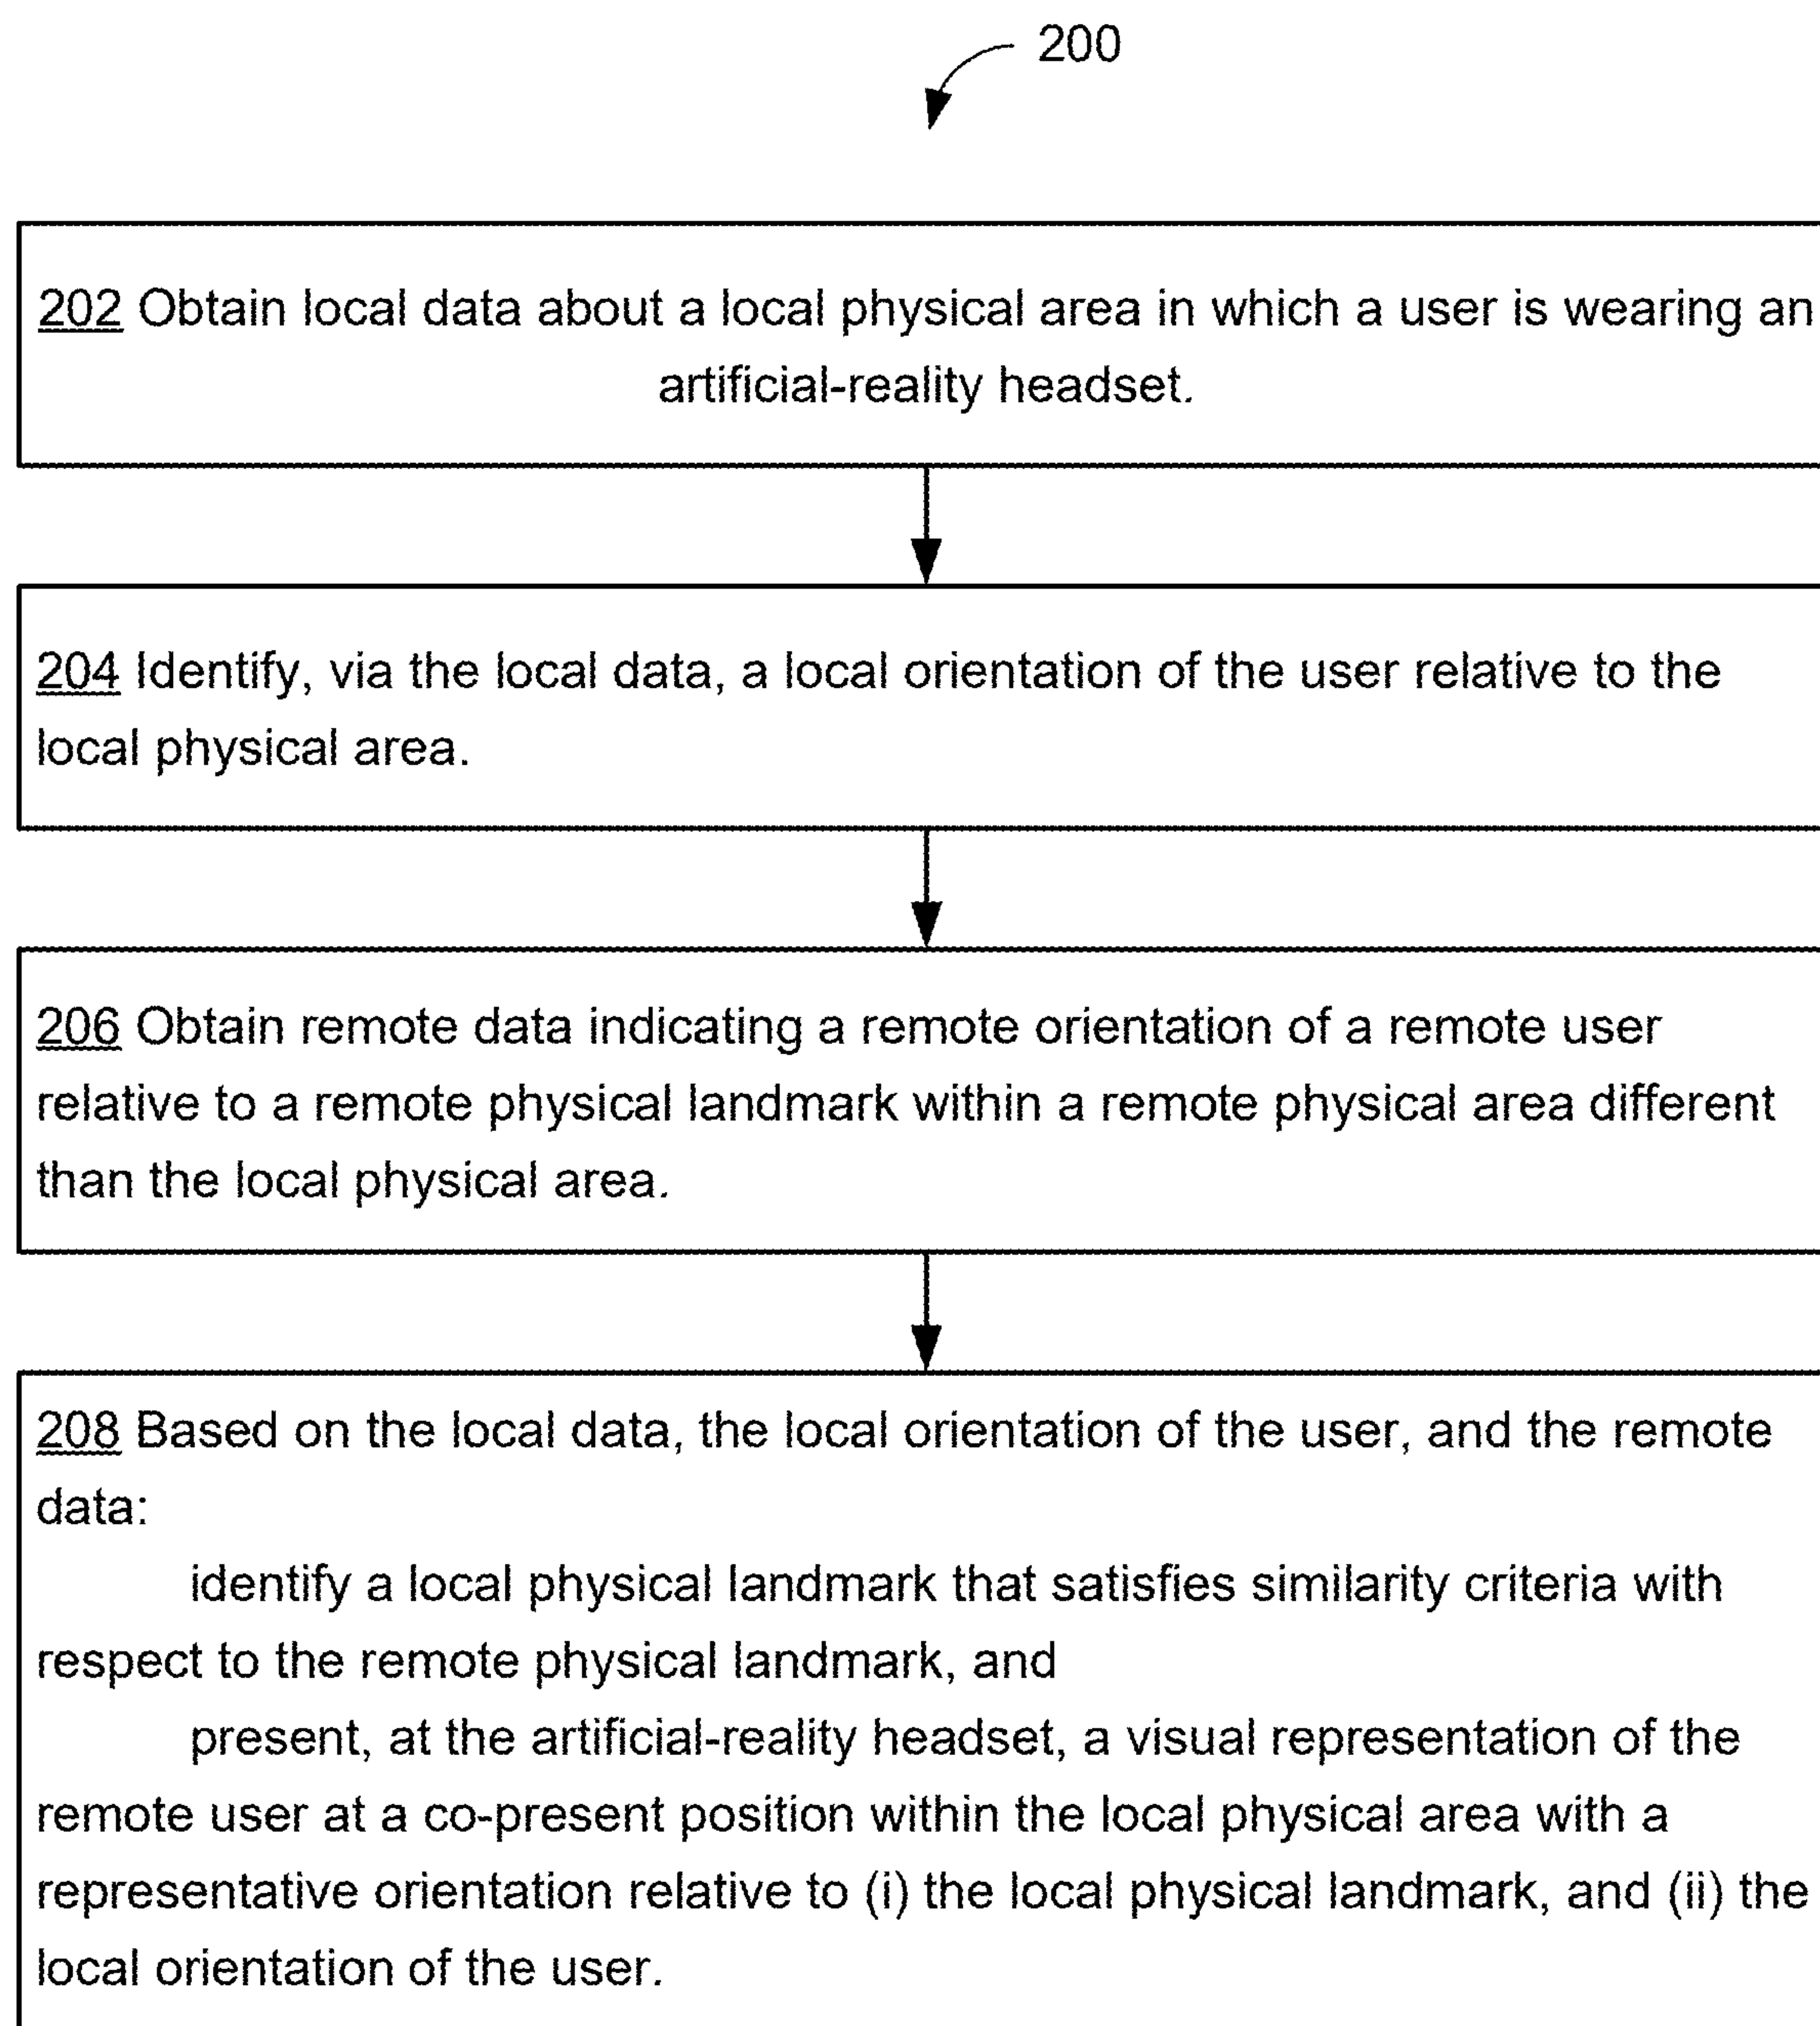 200
202 Obtain local data about a local physical area in which a user is wearing an
artificial-reality headset.
204 Identify, via the local data, a local orientation of the user relative to the
local physical area.
206 Obtain remote data indicating a remote orientation of a remote user
relative to a remote physical landmark within a remote physical area different
than the local physical area.
208 Based on the local data, the local orientation of the user, and the remote
data:
identify a local physical landmark that satisfies similarity criteria with
respect to the remote physical landmark, and
present, at the artificial-reality headset, a visual representation of the
remote user at a co-present position within the local physical area with a
representative orientation relative to (i) the local physical landmark, and (ii) the
local orientation of the user.